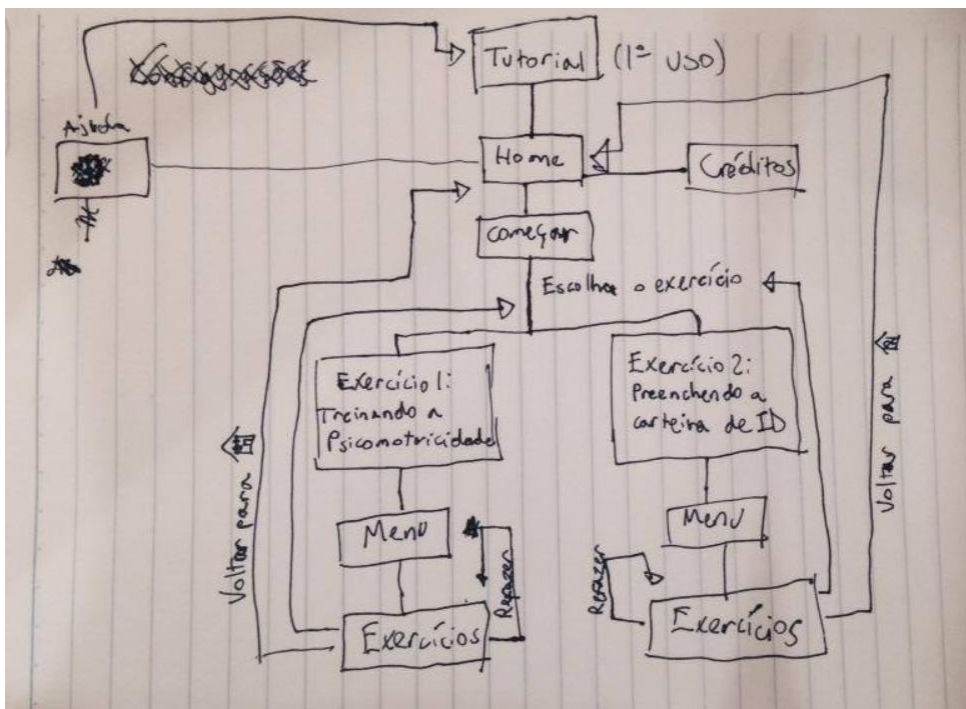 Tutorial (1º USO)
Ajuda
Home
Créditos
Começar
Escolha o exercício
Exercício 1:
Treinando a
Psicomotricidade
Exercício 2:
Preenchendo a
carteira de ID
Voltar para
Voltar para
Menu
Menu
Refazer
Refazer
Exercícios
Exercícios